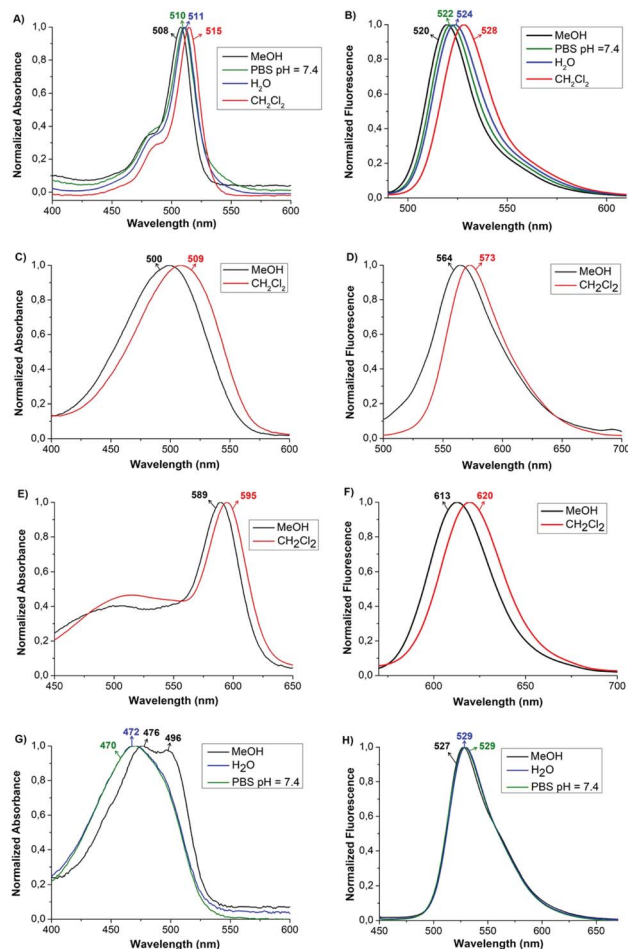 A)
508
510
511
515
MeOH
PBS pH = 7.4
H₂O
CH₂Cl₂
Normalized Absorbance
1,0
0,8
0,6
0,4
0,2
0,0
400 450 500 550 600
Wavelength (nm)
B)
520
522
524
528
MeOH
PBS pH =7.4
H₂O
CH₂Cl₂
Normalized Fluorescence
1,0
0,8
0,6
0,4
0,2
0,0
500 550 600
Wavelength (nm)
C)
500
509
MeOH
CH₂Cl₂
Normalized Absorbance
1,0
0,8
0,6
0,4
0,2
0,0
400 450 500 550 600
Wavelength (nm)
D)
564
573
MeOH
CH2Cl2
Normalized Fluorescence
1,0
0,8
0,6
0,4
0,2
0,0
500 550 600 650 700
Wavelength (nm)
E)
589
595
MeOH
CH2Cl2
Normalized Absorbance
1,0
0,8
0,6
0,4
0,2
0,0
450 500 550 600 650
Wavelength (nm)
F)
613
620
MeOH
CH2Cl2
Normalized Fluorescence
1,0
0,8
0,6
0,4
0,2
0,0
600 650 700
Wavelength (nm)
G)
470
472
476
496
MeOH
H₂O
PBS pH = 7.4
Normalized Absorbance
1,0
0,8
0,6
0,4
0,2
0,0
400 450 500 550 600
Wavelength (nm)
H)
527
529
529
MeOH
H₂O
PBS pH = 7.4
Normalized Fluorescence
1,0
0,8
0,6
0,4
0,2
0,0
450 500 550 600 650
Wavelength (nm)